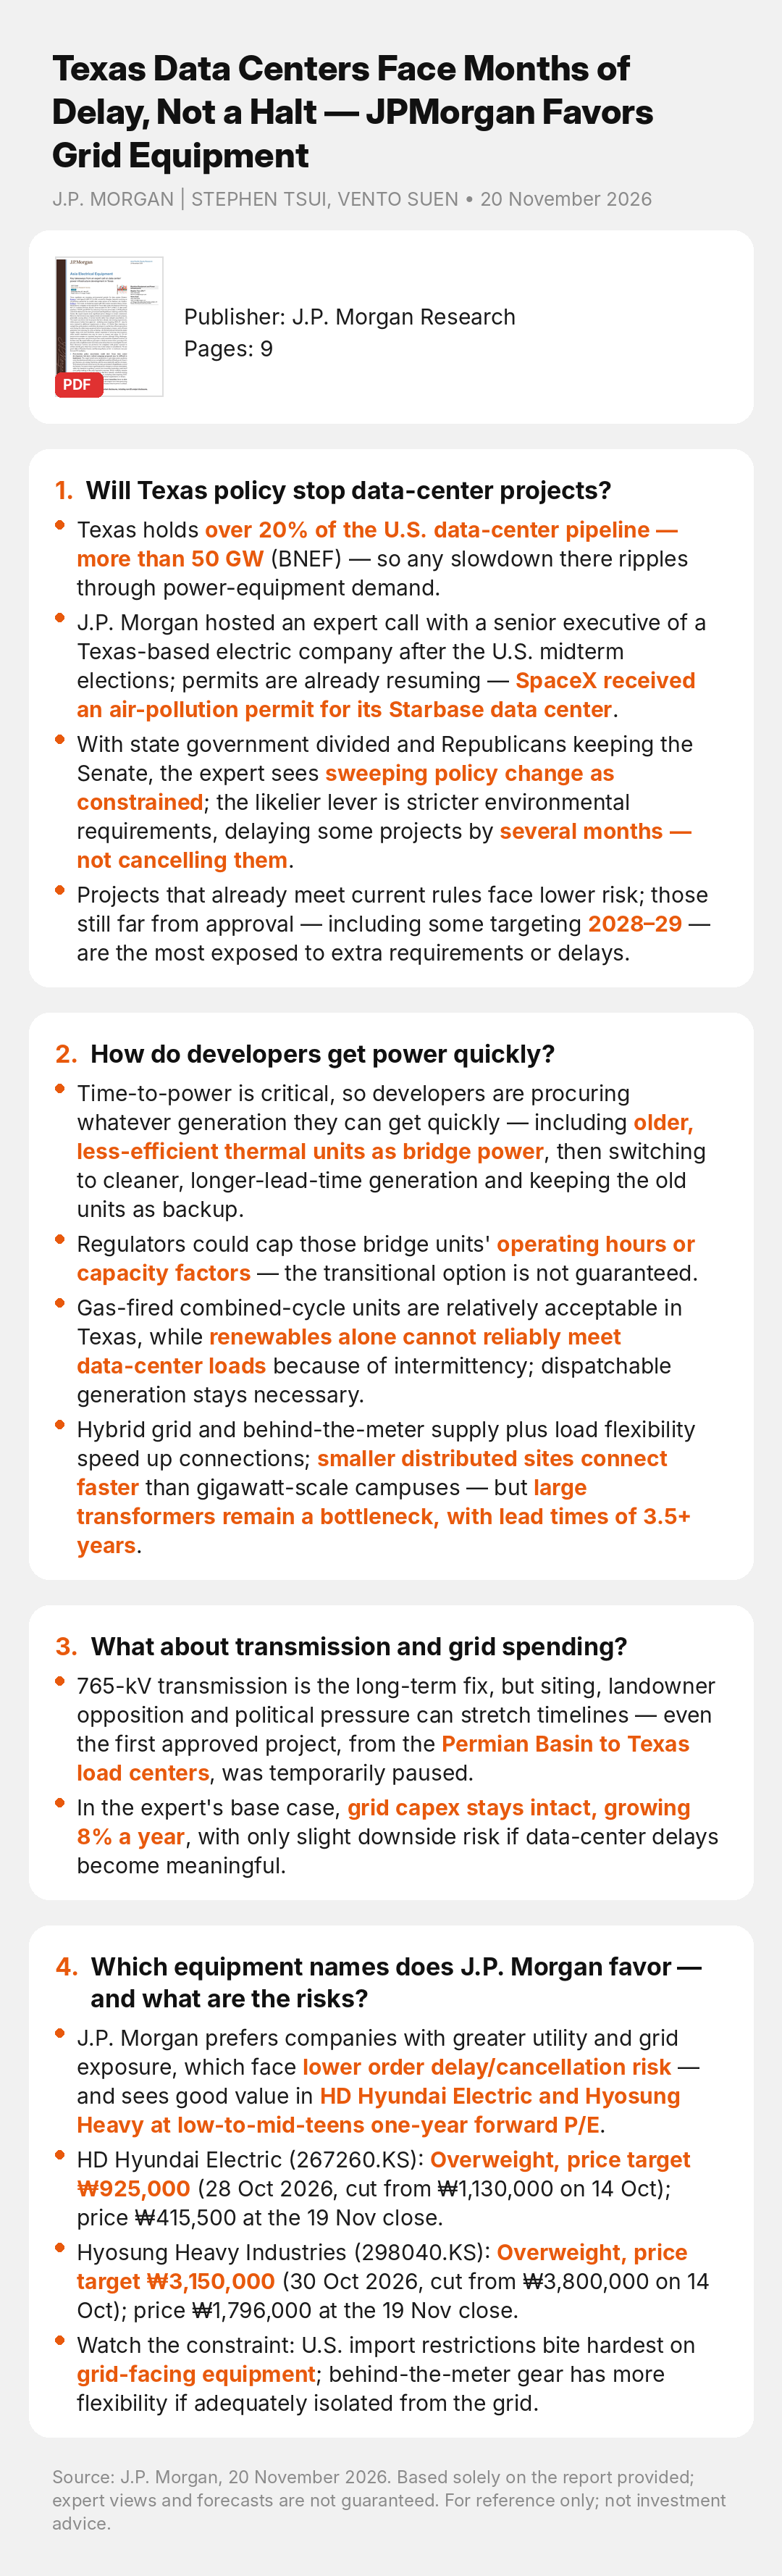 Texas Data Centers Face Months of
Delay, Not a Halt — JPMorgan Favors
Grid Equipment
J.P. MORGAN | STEPHEN TSUI, VENTO SUEN • 20 November 2026
J.P.Morgan
Asia Electrical Equipment
PDF
Publisher: J.P. Morgan Research
Pages: 9
1. Will Texas policy stop data-center projects?
• Texas holds over 20% of the U.S. data-center pipeline —
more than 50 GW (BNEF) — so any slowdown there ripples
through power-equipment demand.
• J.P. Morgan hosted an expert call with a senior executive of a
Texas-based electric company after the U.S. midterm
elections; permits are already resuming — SpaceX received
an air-pollution permit for its Starbase data center.
• With state government divided and Republicans keeping the
Senate, the expert sees sweeping policy change as
constrained; the likelier lever is stricter environmental
requirements, delaying some projects by several months —
not cancelling them.
• Projects that already meet current rules face lower risk; those
still far from approval — including some targeting 2028–29 —
are the most exposed to extra requirements or delays.
2. How do developers get power quickly?
• Time-to-power is critical, so developers are procuring
whatever generation they can get quickly — including older,
less-efficient thermal units as bridge power, then switching
to cleaner, longer-lead-time generation and keeping the old
units as backup.
• Regulators could cap those bridge units' operating hours or
capacity factors — the transitional option is not guaranteed.
• Gas-fired combined-cycle units are relatively acceptable in
Texas, while renewables alone cannot reliably meet
data-center loads because of intermittency; dispatchable
generation stays necessary.
• Hybrid grid and behind-the-meter supply plus load flexibility
speed up connections; smaller distributed sites connect
faster than gigawatt-scale campuses — but large
transformers remain a bottleneck, with lead times of 3.5+
years.
3. What about transmission and grid spending?
• 765-kV transmission is the long-term fix, but siting, landowner
opposition and political pressure can stretch timelines — even
the first approved project, from the Permian Basin to Texas
load centers, was temporarily paused.
• In the expert's base case, grid capex stays intact, growing
8% a year, with only slight downside risk if data-center delays
become meaningful.
4. Which equipment names does J.P. Morgan favor —
and what are the risks?
• J.P. Morgan prefers companies with greater utility and grid
exposure, which face lower order delay/cancellation risk —
and sees good value in HD Hyundai Electric and Hyosung
Heavy at low-to-mid-teens one-year forward P/E.
• HD Hyundai Electric (267260.KS): Overweight, price target
₩925,000 (28 Oct 2026, cut from ₩1,130,000 on 14 Oct);
price ₩415,500 at the 19 Nov close.
• Hyosung Heavy Industries (298040.KS): Overweight, price
target ₩3,150,000 (30 Oct 2026, cut from ₩3,800,000 on 14
Oct); price ₩1,796,000 at the 19 Nov close.
• Watch the constraint: U.S. import restrictions bite hardest on
grid-facing equipment; behind-the-meter gear has more
flexibility if adequately isolated from the grid.
Source: J.P. Morgan, 20 November 2026. Based solely on the report provided;
expert views and forecasts are not guaranteed. For reference only; not investment
advice.